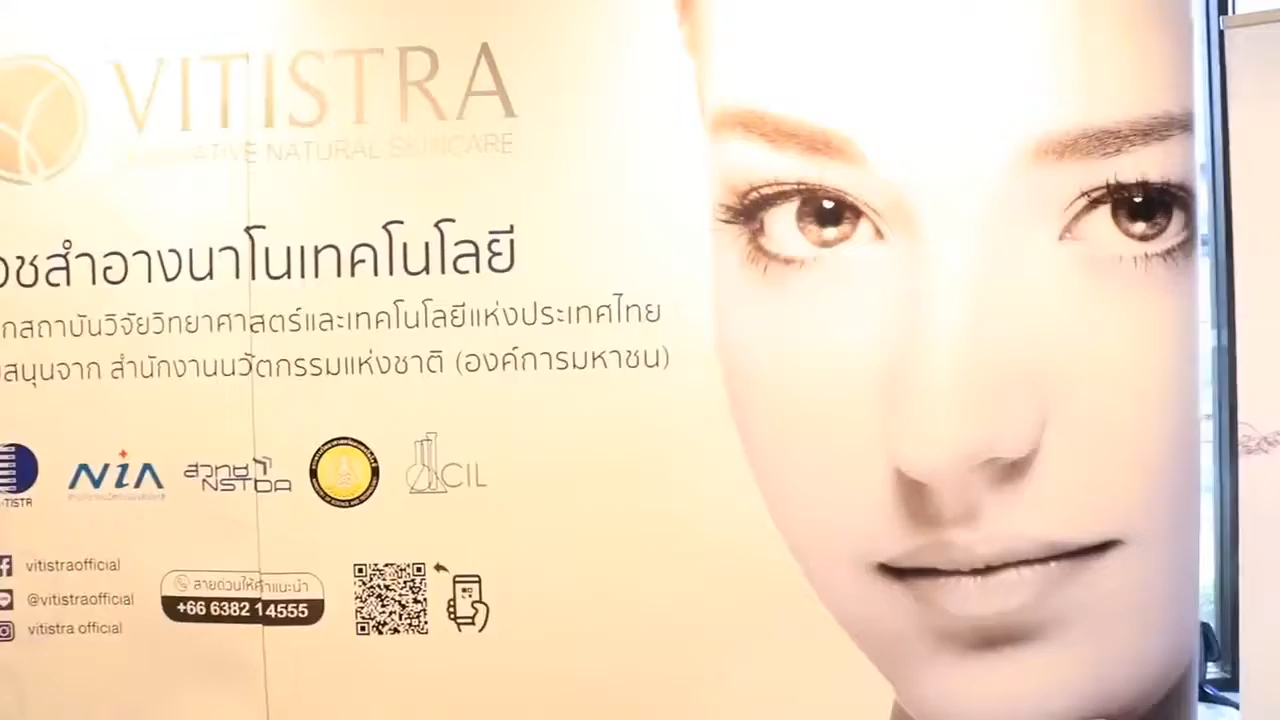 VITISTRA
NATURAL SKINCARE
ชสำอางนาโนเทคโนโลยี
กสถาบันวิจัยวิทยาศาสตร์และเทคโนโลยีแห่งประเทศไทย
สนุนจาก สำนักงานนวัตกรรมแห่งชาติ (องค์การมหาชน)
TISTR
NIA
สวทช
NSTDA
CIL
vitistraofficial
@vitistraofficial
vitistra official
สายด่วนให้คำแนะนำ
+66 6382 14555